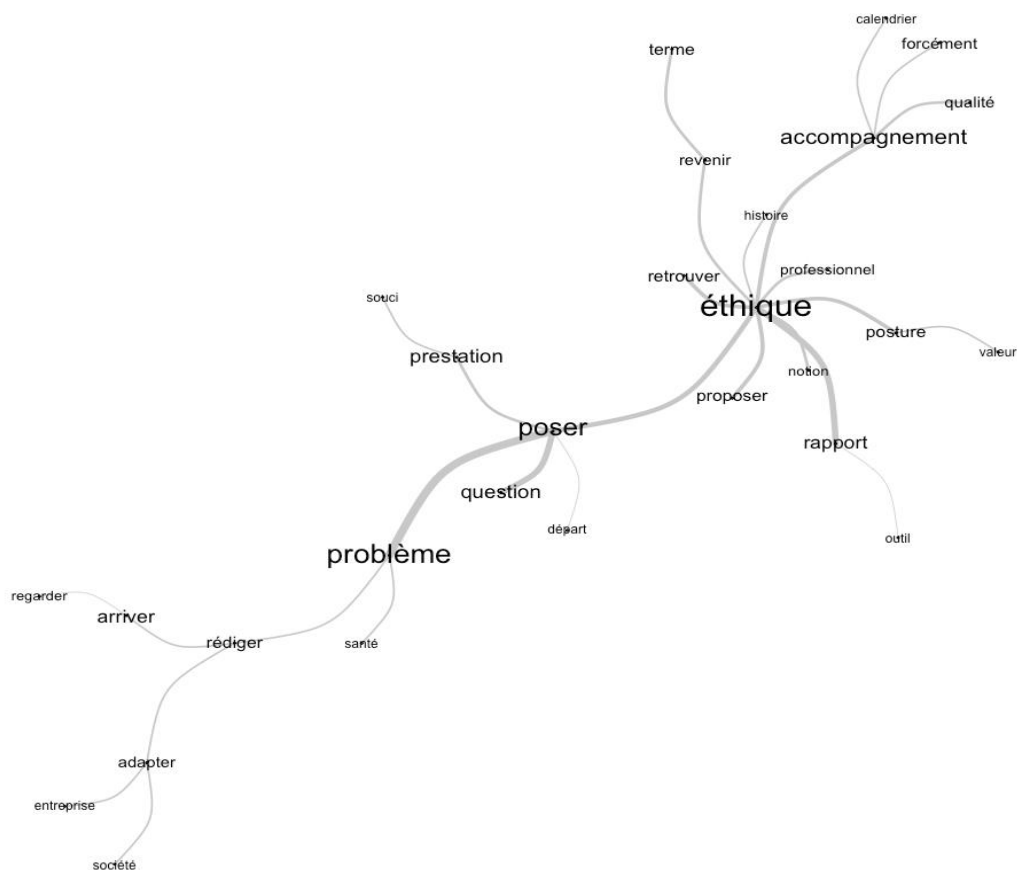 calendrier
forcément
terme
qualité
accompagnement
revenir
histoire
professionnel
retrouver
souci
éthique
posture
valeur
prestation
notion
proposer
poser
rapport
question
départ
outil
problème
regarder
arriver
rédiger
santé
adapter
entreprise
société